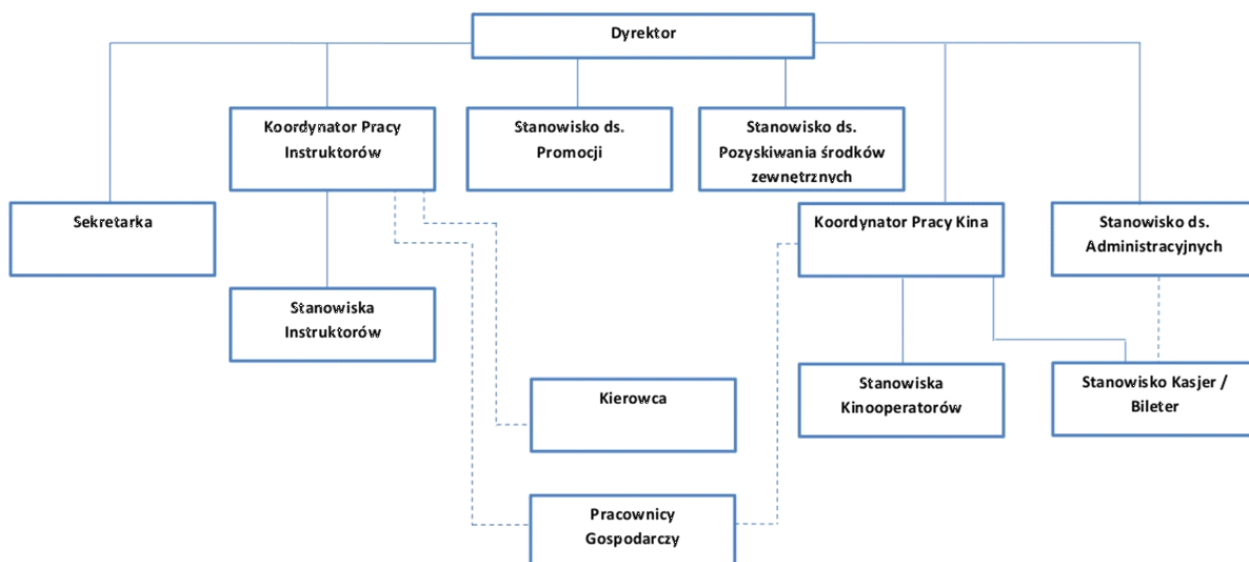 Dyrektor
Koordynator Pracy
Instruktorów
Stanowisko ds.
Promocji
Stanowisko ds.
Pozyskiwania środków
zewnętrznych
Sekretarka
Koordynator Pracy Kina
Stanowisko ds.
Administracyjnych
Stanowiska
Instruktorów
Kierowca
Stanowiska
Kinooperatorów
Stanowisko Kasjer /
Bileter
Pracownicy
Gospodarczy